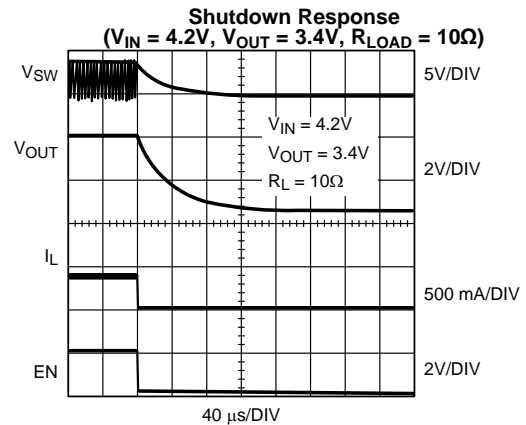 Shutdown Response
(VIN = 4.2V, VOUT = 3.4V, RLOAD = 10Ω)
VSW
5V/DIV
VIN = 4.2V
VOUT = 3.4V
RL = 10Ω
VOUT
2V/DIV
IL
500 mA/DIV
EN
2V/DIV
40 µs/DIV